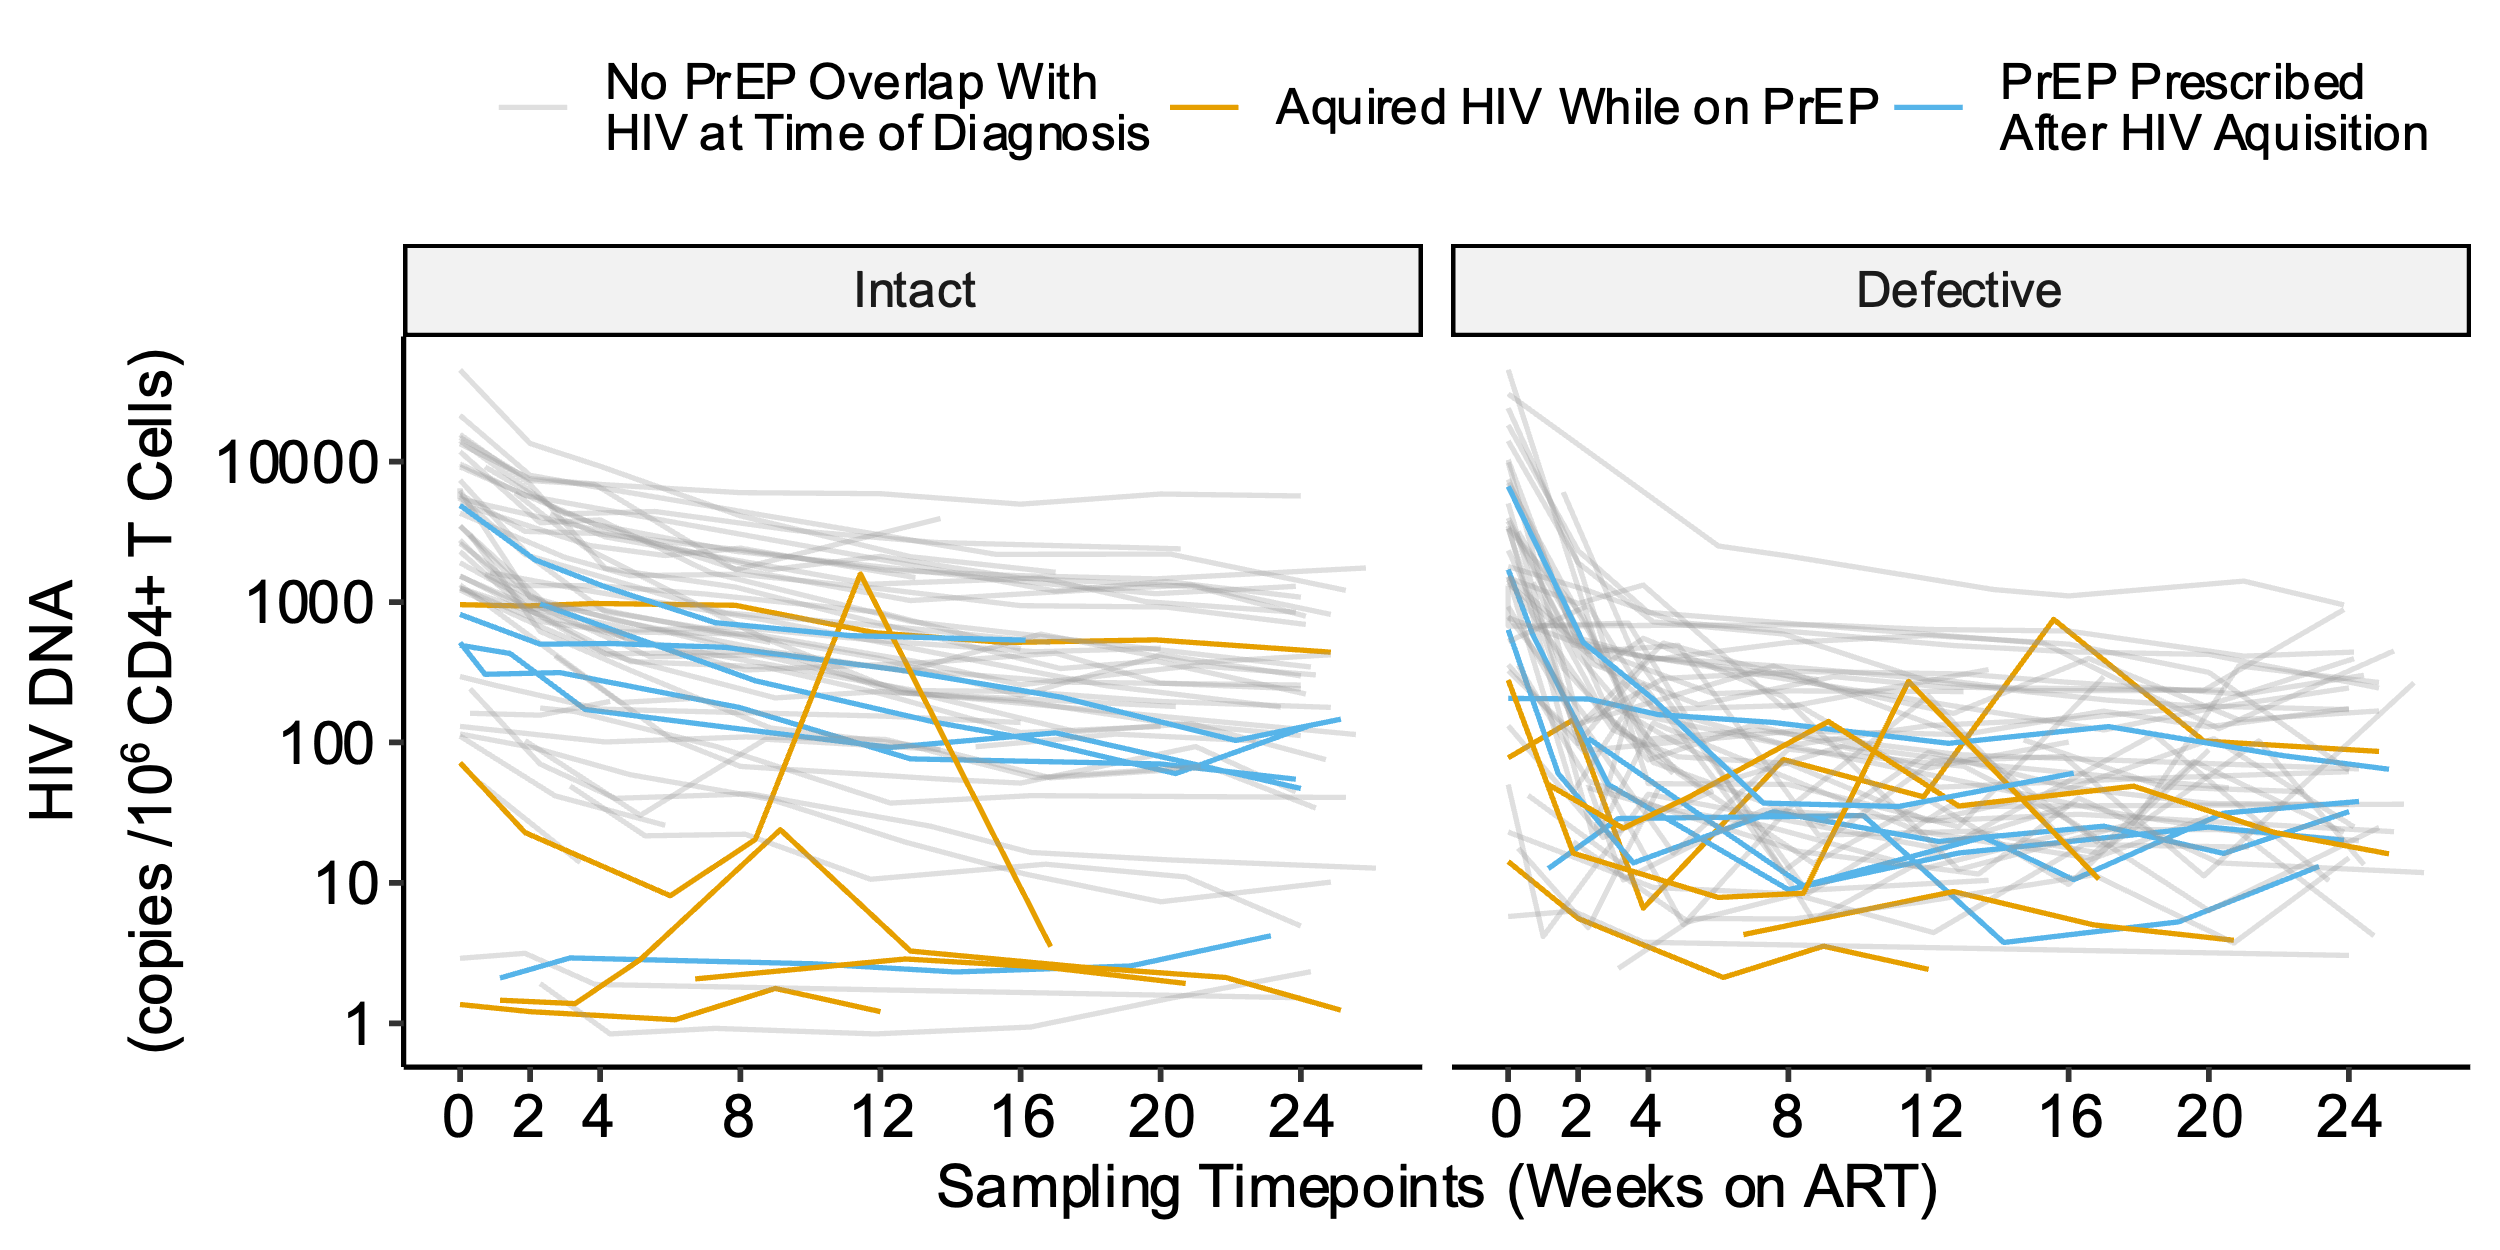 No PrEP Overlap With
HIV at Time of Diagnosis
Aquired HIV While on PrEP
PrEP Prescribed
After HIV Aquisition
Intact
Defective
HIV DNA
(copies /10⁶ CD4+ T Cells)
10000
1000
100
10
1
0 2 4 8 12 16 20 24
0 2 4 8 12 16 20 24
Sampling Timepoints (Weeks on ART)